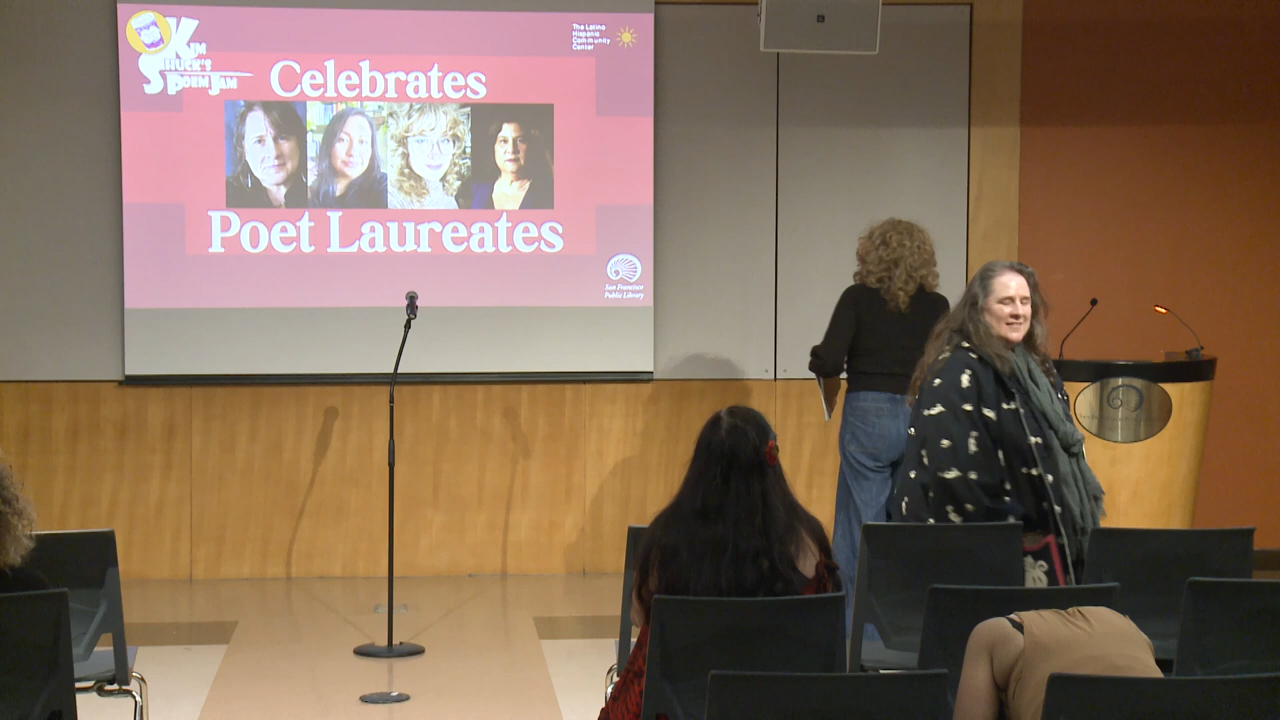 Kim
Shuck's
Poem Jam
The Latino
Hispanic
Community
Center
Celebrates
Poet Laureates
San Francisco
Public Library